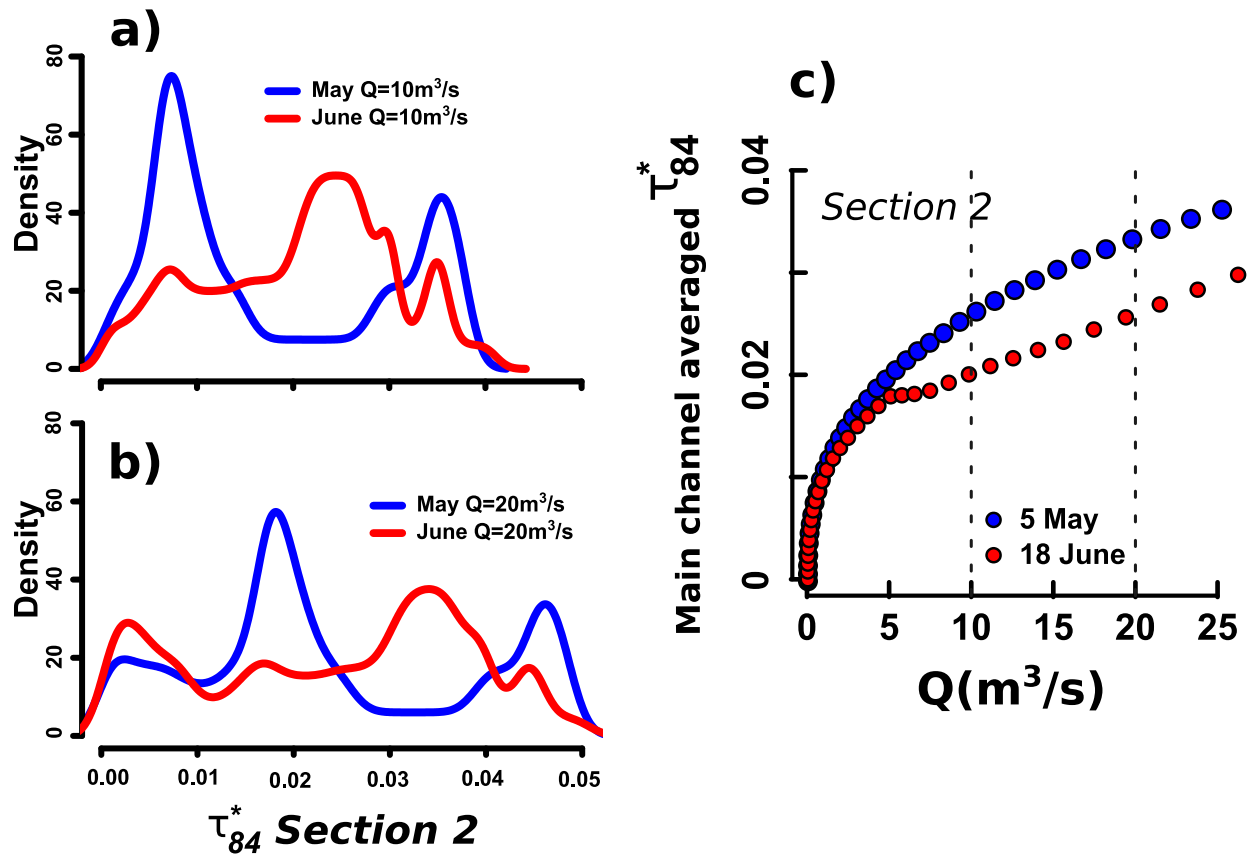 a)
May Q=10m³/s
June Q=10m³/s
Density
0 20 40 60 80
b)
May Q=20m³/s
June Q=20m³/s
Density
0 20 40 60 80
0.00 0.01 0.02 0.03 0.04 0.05
τ*84 Section 2
c)
Section 2
Main channel averaged τ*84
0 0.02 0.04
5 May
18 June
0 5 10 15 20 25
Q(m³/s)